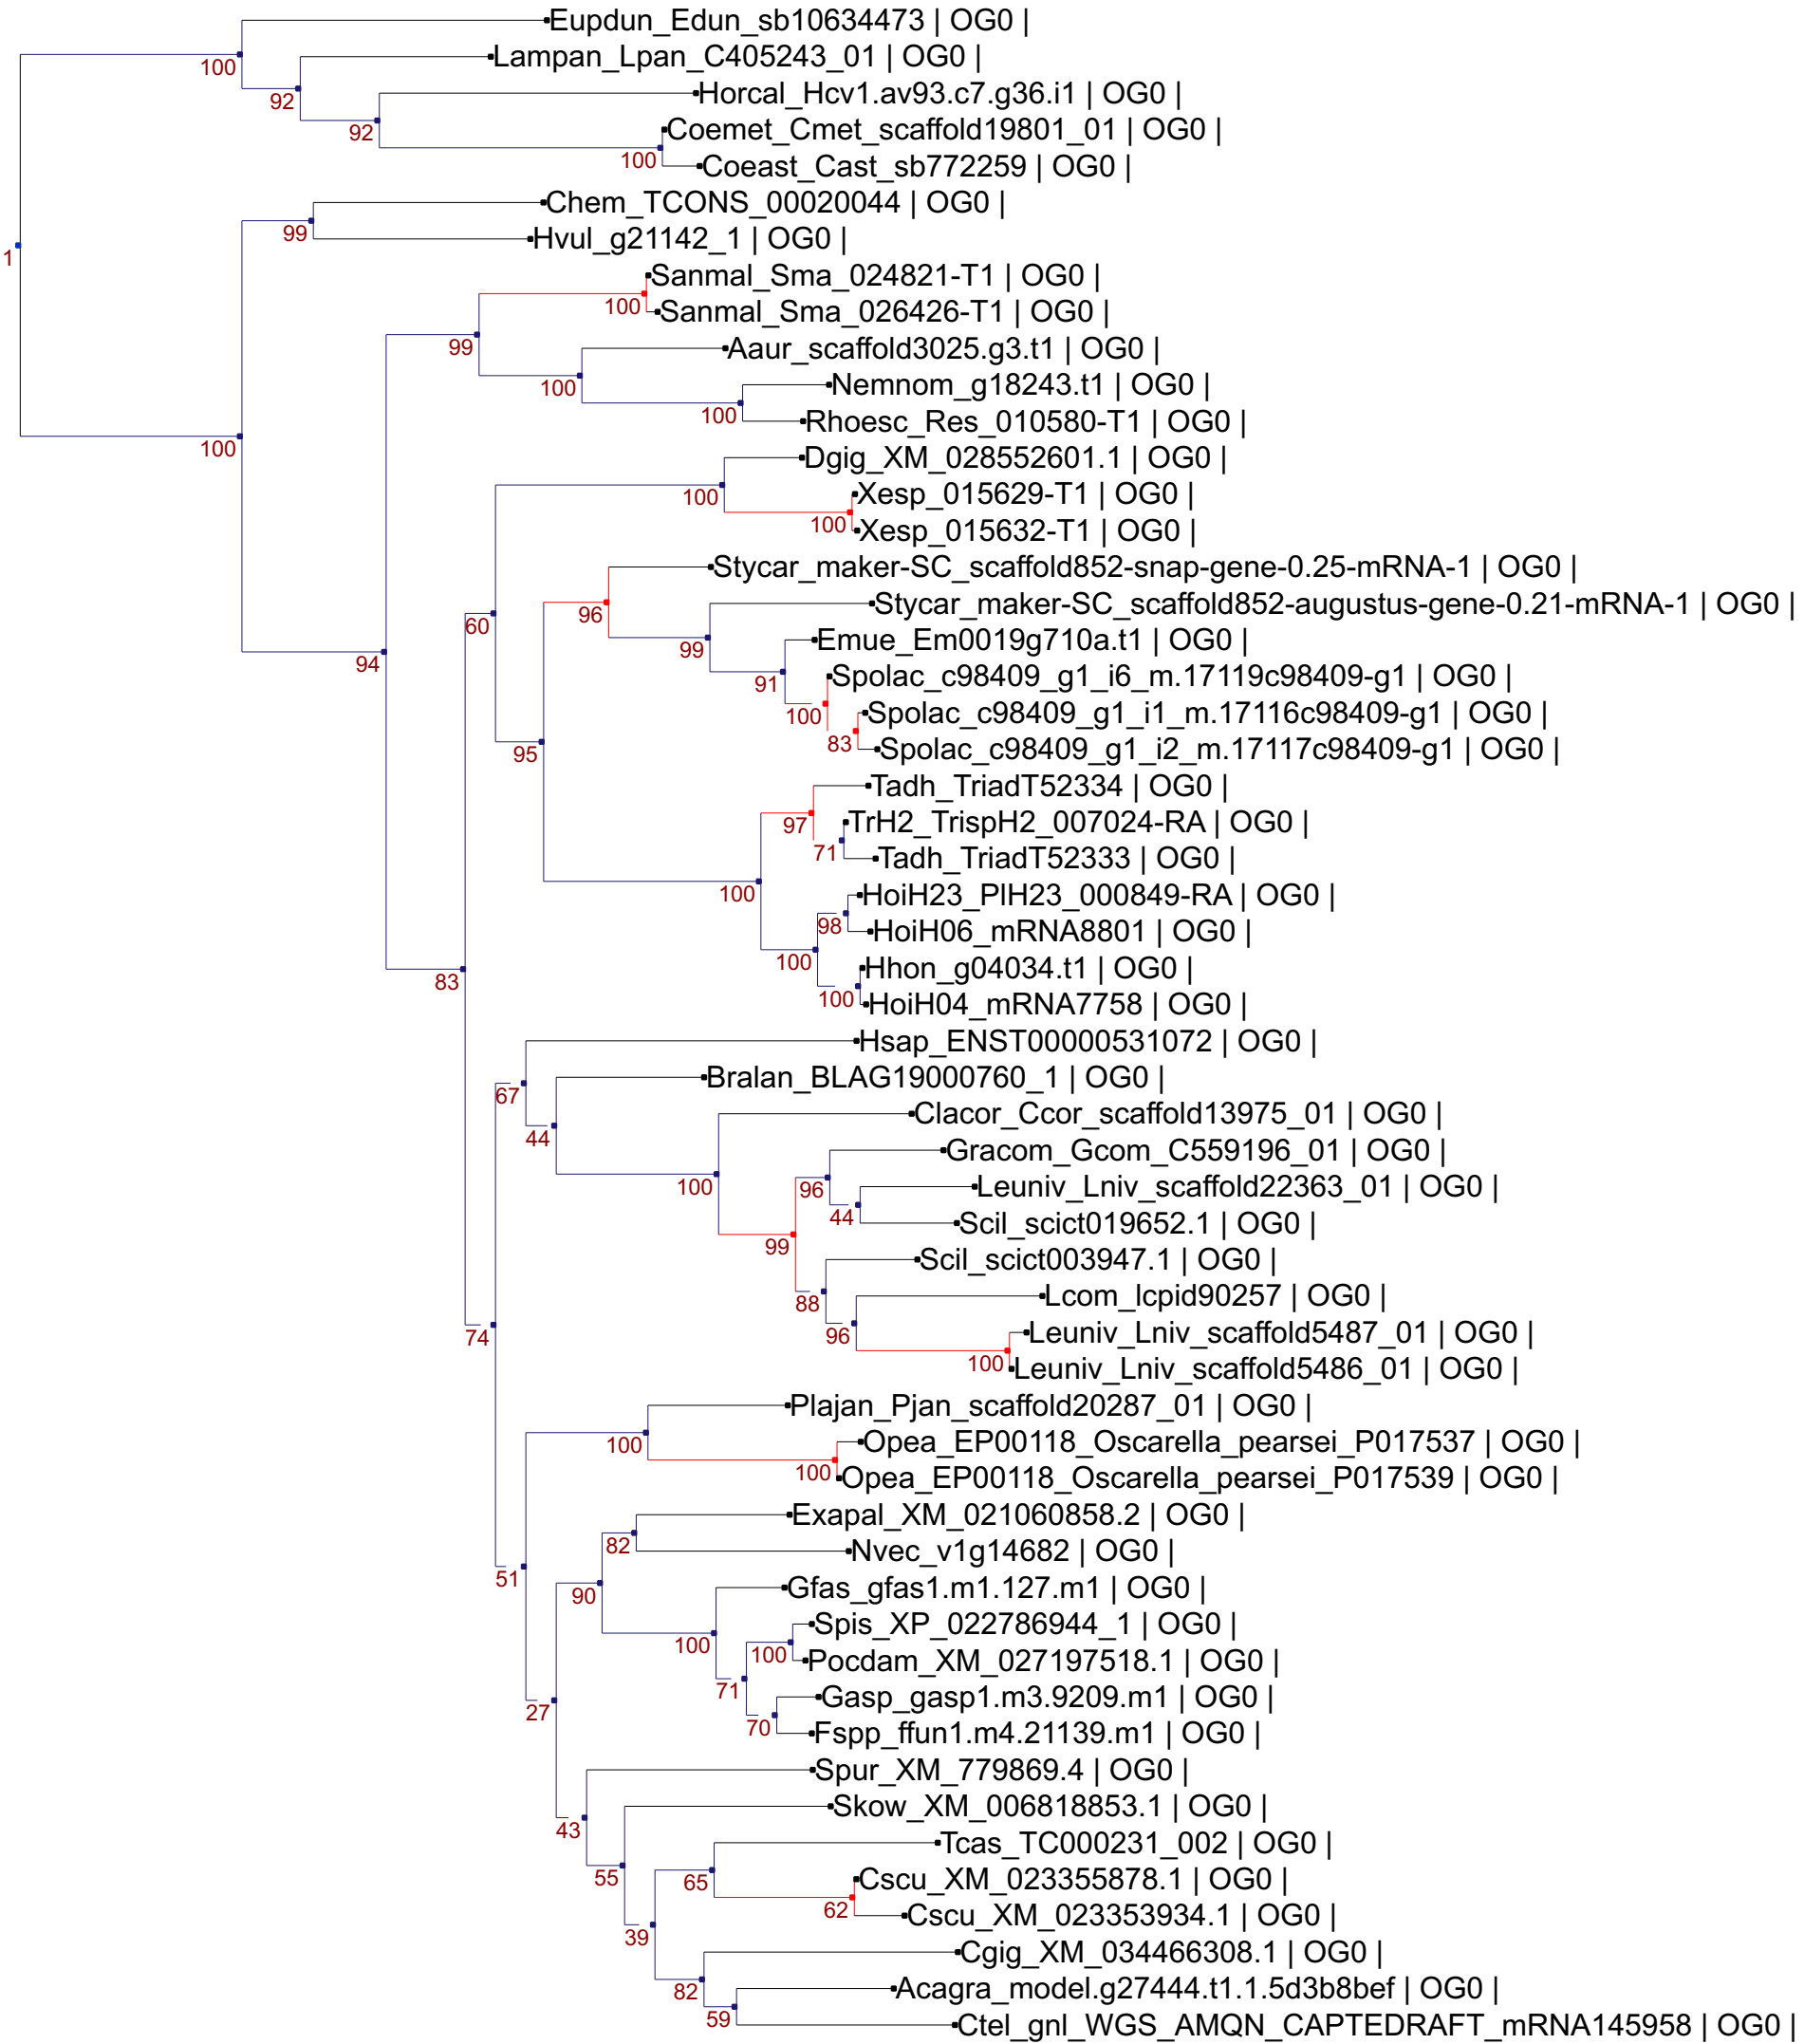 Eupdun_Edun_sb10634473 | OG0 |
100
Lampan_Lpan_C405243_01 | OG0 |
92
Horcal_Hcv1.av93.c7.g36.i1 | OG0 |
92
Coemet_Cmet_scaffold19801_01 | OG0 |
100
Coeast_Cast_sb772259 | OG0 |
Chem_TCONS_00020044 | OG0 |
99
Hvul_g21142_1 | OG0 |
1
Sanmal_Sma_024821-T1 | OG0 |
100
Sanmal_Sma_026426-T1 | OG0 |
99
Aaur_scaffold3025.g3.t1 | OG0 |
100
Nemnom_g18243.t1 | OG0 |
100
Rhoesc_Res_010580-T1 | OG0 |
100
Dgig_XM_028552601.1 | OG0 |
100
Xesp_015629-T1 | OG0 |
100
Xesp_015632-T1 | OG0 |
Stycar_maker-SC_scaffold852-snap-gene-0.25-mRNA-1 | OG0 |
96
Stycar_maker-SC_scaffold852-augustus-gene-0.21-mRNA-1 | OG0 |
60
Emue_Em0019g710a.t1 | OG0 |
99
94
Spolac_c98409_g1_i6_m.17119c98409-g1 | OG0 |
91
100
Spolac_c98409_g1_i1_m.17116c98409-g1 | OG0 |
83
Spolac_c98409_g1_i2_m.17117c98409-g1 | OG0 |
95
Tadh_TriadT52334 | OG0 |
97
TrH2_TrispH2_007024-RA | OG0 |
71
Tadh_TriadT52333 | OG0 |
100
HoiH23_PlH23_000849-RA | OG0 |
98
HoiH06_mRNA8801 | OG0 |
100
Hhon_g04034.t1 | OG0 |
83
100
HoiH04_mRNA7758 | OG0 |
Hsap_ENST00000531072 | OG0 |
67
Bralan_BLAG19000760_1 | OG0 |
44
Clacor_Ccor_scaffold13975_01 | OG0 |
Gracom_Gcom_C559196_01 | OG0 |
100
96
Leuniv_Lniv_scaffold22363_01 | OG0 |
44
Scil_scict019652.1 | OG0 |
99
Scil_scict003947.1 | OG0 |
88
Lcom_lcpid90257 | OG0 |
74
96
Leuniv_Lniv_scaffold5487_01 | OG0 |
100
Leuniv_Lniv_scaffold5486_01 | OG0 |
Plajan_Pjan_scaffold20287_01 | OG0 |
100
Opea_EP00118_Oscarella_pearsei_P017537 | OG0 |
100
Opea_EP00118_Oscarella_pearsei_P017539 | OG0 |
Exapal_XM_021060858.2 | OG0 |
82
Nvec_v1g14682 | OG0 |
51
90
Gfas_gfas1.m1.127.m1 | OG0 |
Spis_XP_022786944_1 | OG0 |
100
100
Pocdam_XM_027197518.1 | OG0 |
71
Gasp_gasp1.m3.9209.m1 | OG0 |
27
70
Fspp_ffun1.m4.21139.m1 | OG0 |
Spur_XM_779869.4 | OG0 |
Skow_XM_006818853.1 | OG0 |
43
Tcas_TC000231_002 | OG0 |
55
65
Cscu_XM_023355878.1 | OG0 |
62
Cscu_XM_023353934.1 | OG0 |
39
Cgig_XM_034466308.1 | OG0 |
82
Acagra_model.g27444.t1.1.5d3b8bef | OG0 |
59
Ctel_gnl_WGS_AMQN_CAPTEDRAFT_mRNA145958 | OG0 |